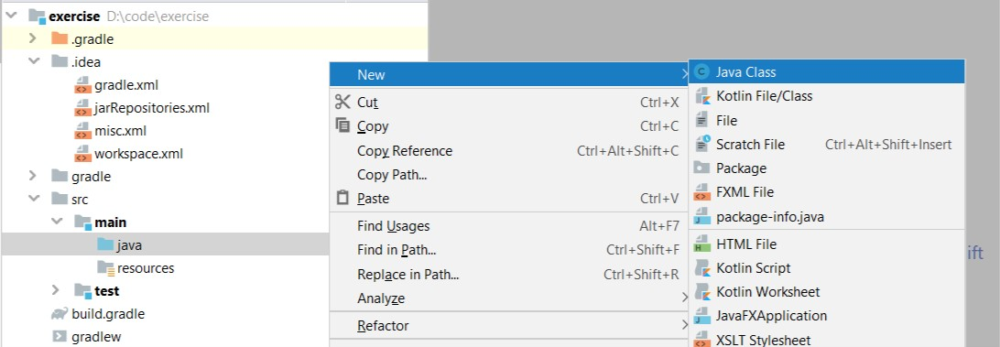 exercise D:\code\exercise
.gradle
.idea
gradle.xml
jarRepositories.xml
misc.xml
workspace.xml
gradle
src
main
java
resources
test
build.gradle
gradlew
New
Cut Ctrl+X
Copy Ctrl+C
Copy Reference Ctrl+Alt+Shift+C
Copy Path...
Paste Ctrl+V
Find Usages Alt+F7
Find in Path... Ctrl+Shift+F
Replace in Path... Ctrl+Shift+R
Analyze
Refactor
Java Class
Kotlin File/Class
File
Scratch File Ctrl+Alt+Shift+Insert
Package
FXML File
package-info.java
HTML File
Kotlin Script
Kotlin Worksheet
JavaFXApplication
XSLT Stylesheet
ift